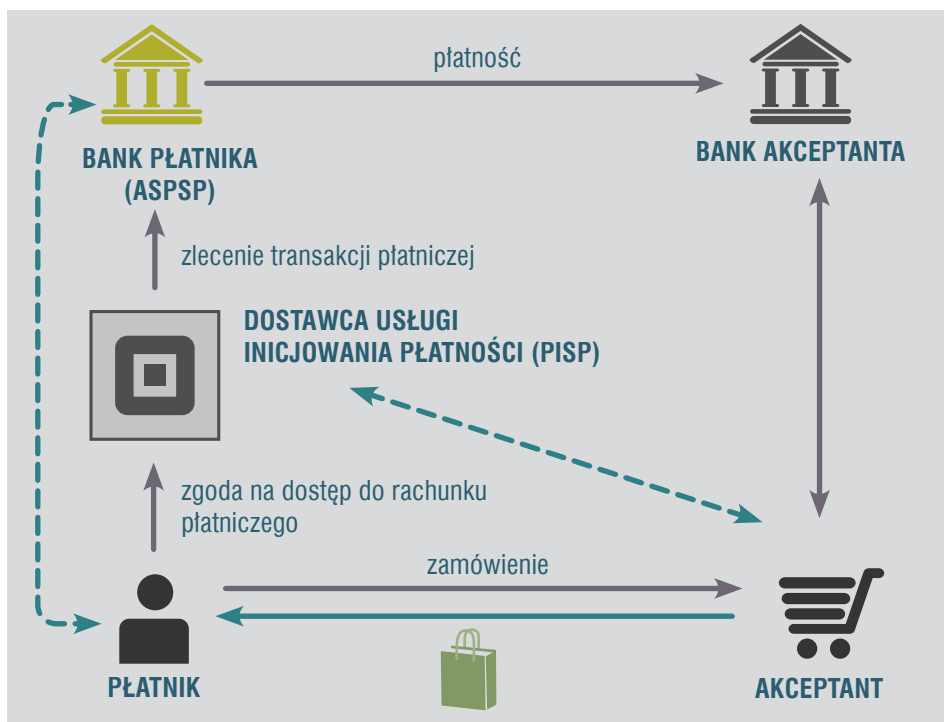 płatność
BANK PŁATNIKA
(ASPSP)
BANK AKCEPTANTA
zlecenie transakcji płatniczej
DOSTAWCA USŁUGI
INICJOWANIA PŁATNOŚCI (PISP)
zgoda na dostęp do rachunku
płatniczego
zamówienie
PŁATNIK
AKCEPTANT